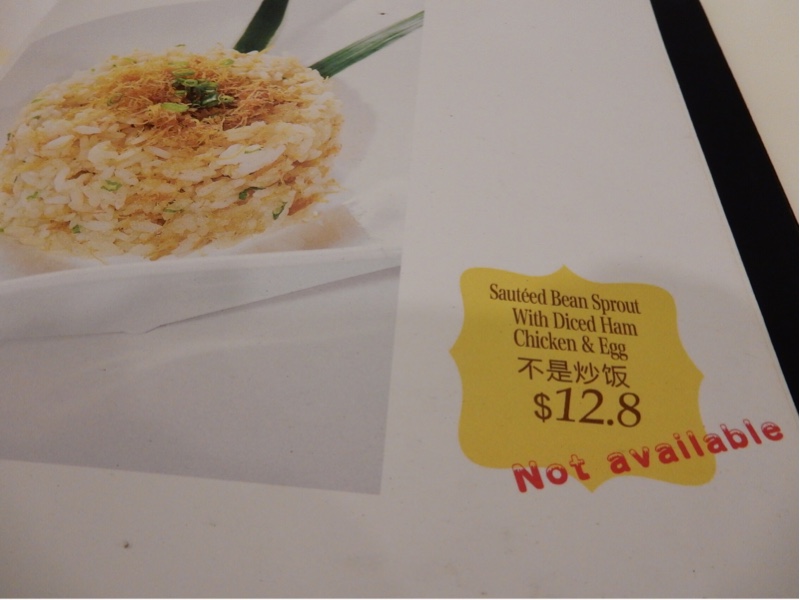 Sautéed Bean Sprout
With Diced Ham
Chicken & Egg
不是炒饭
$12.8
Not available